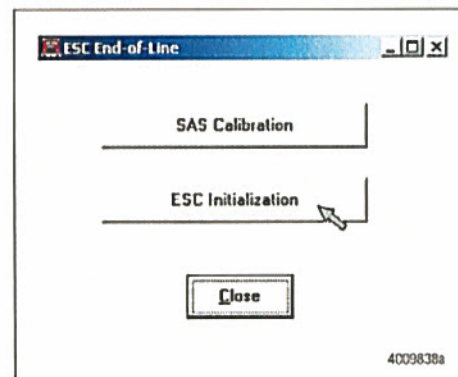 ESC End-of-Line
SAS Calibration
ESC Initialization
Close
4009838a